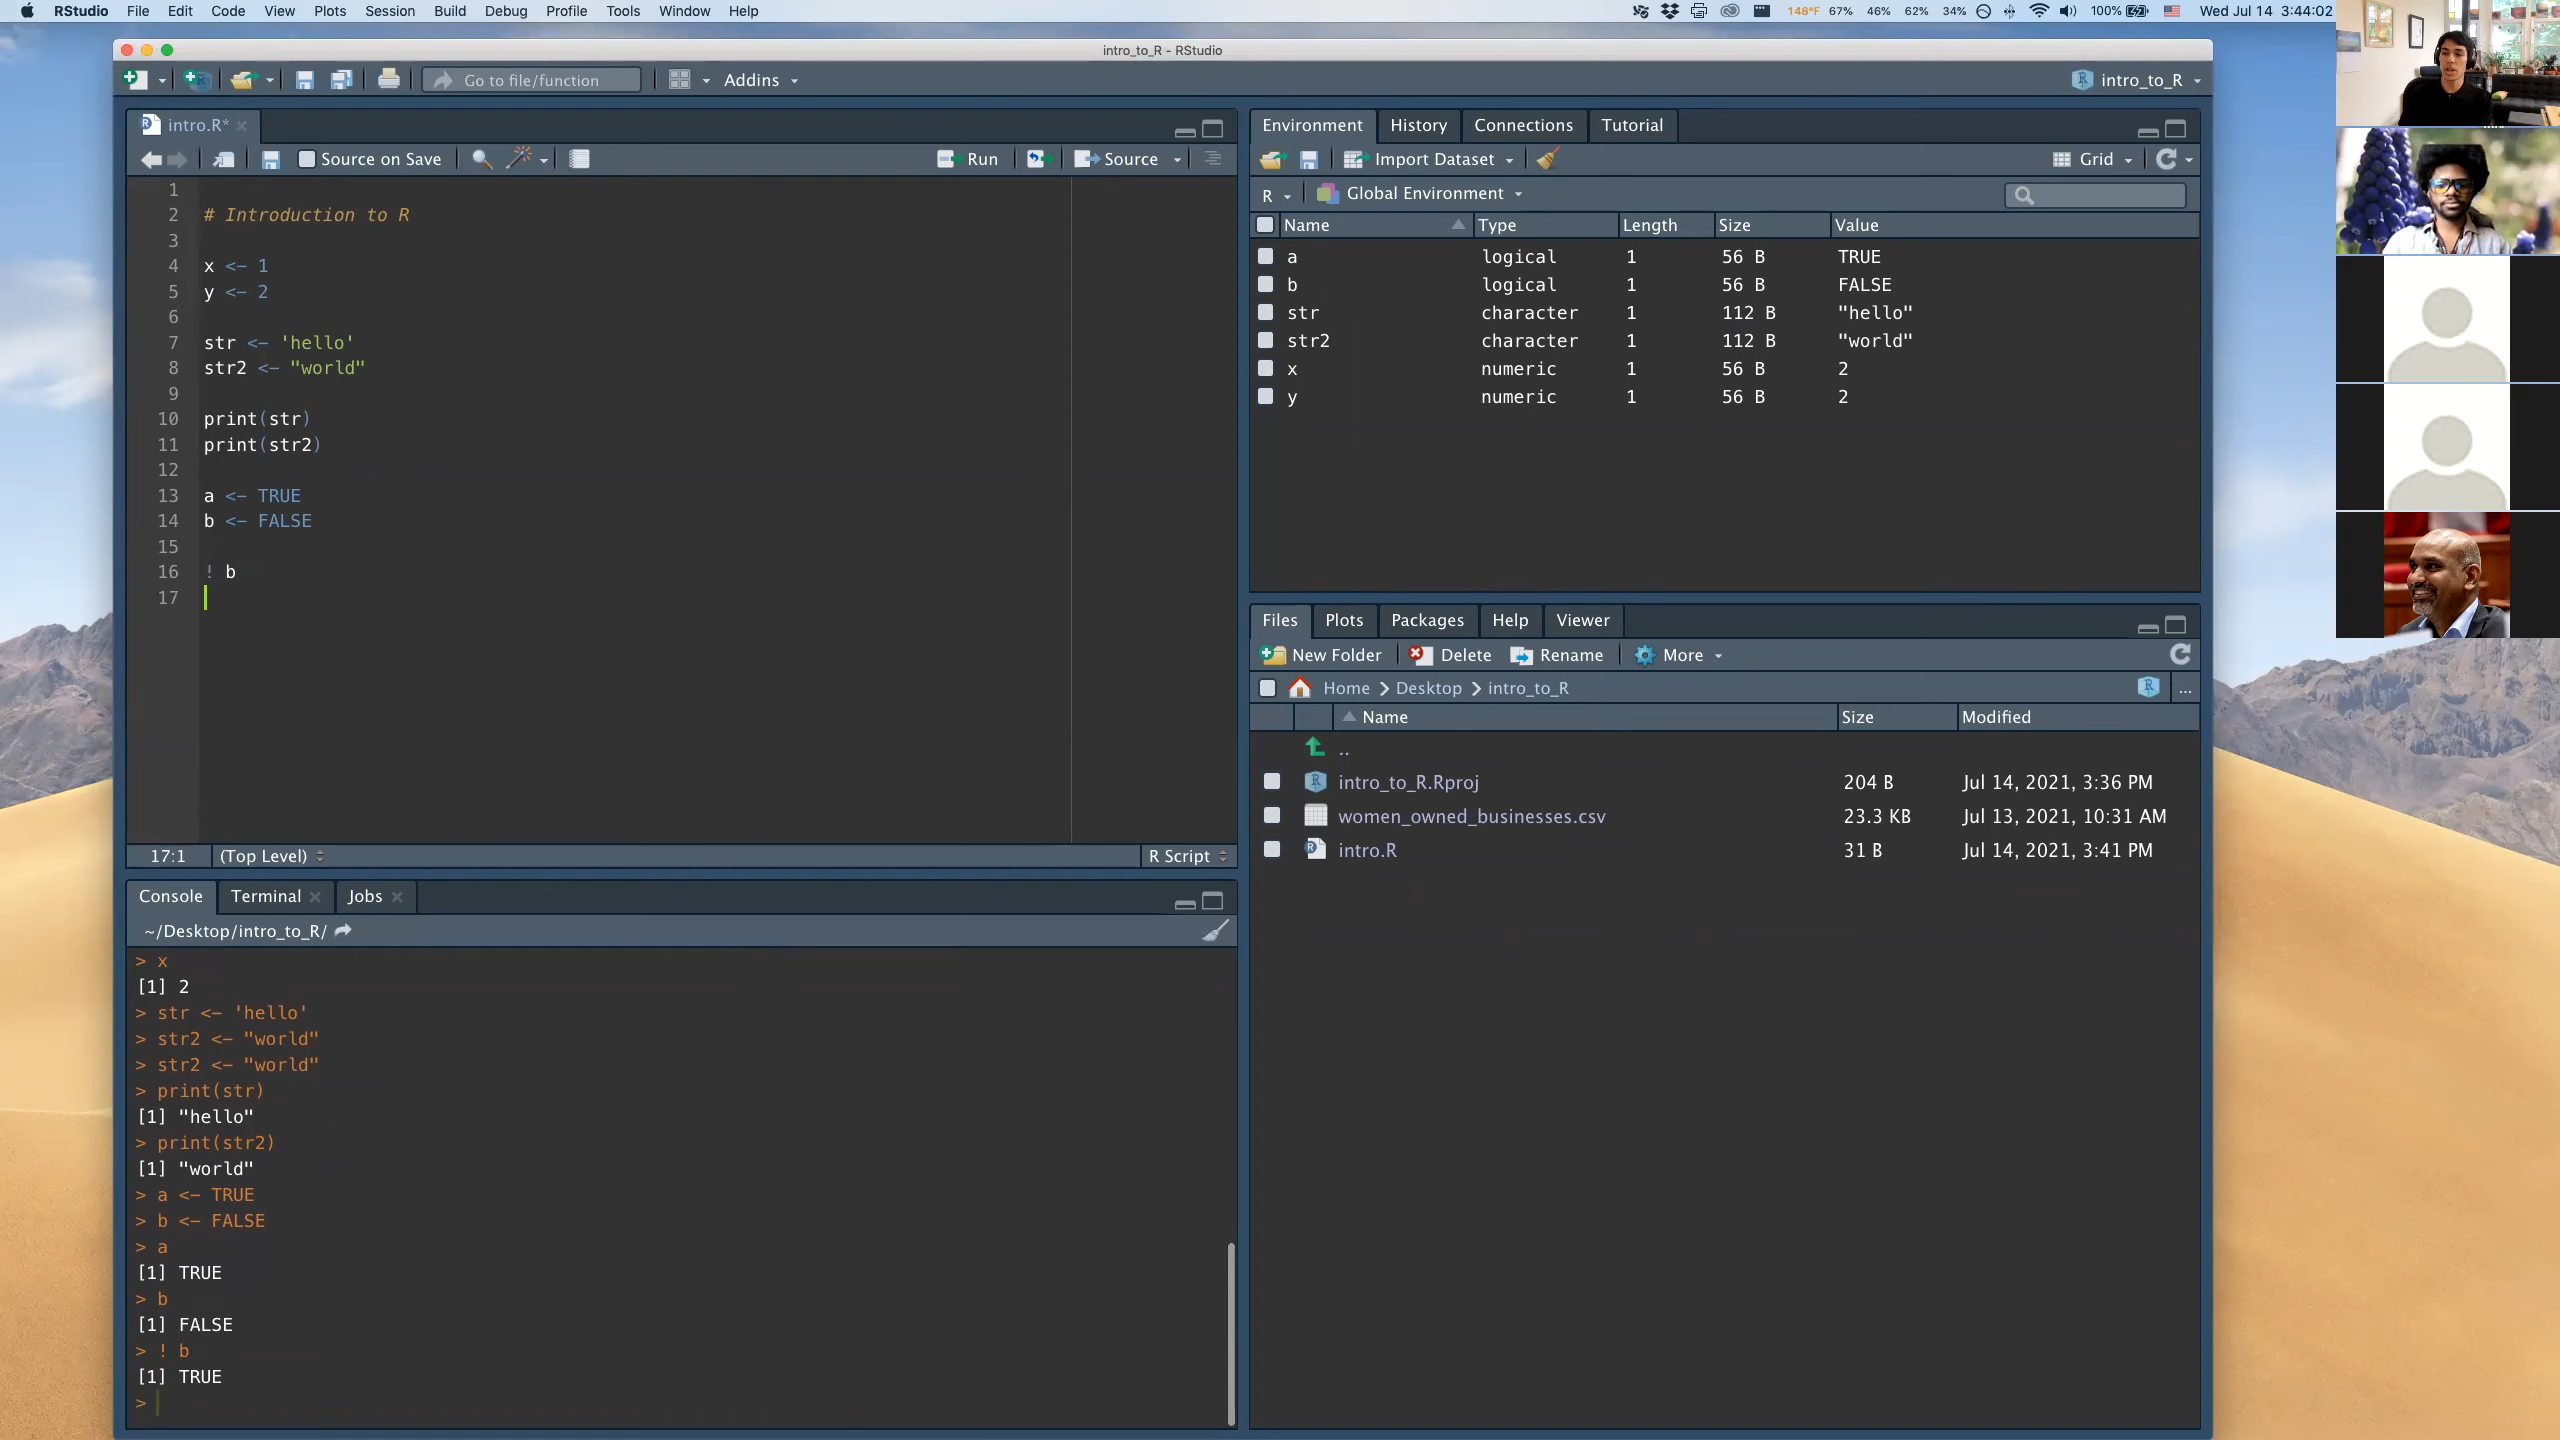 RStudio File Edit Code View Plots Session Build Debug Profile Tools Window Help
148°F 67% 46% 62% 34% 100% Wed Jul 14 3:44:02
intro_to_R - RStudio
Go to file/function Addins intro_to_R
intro.R*
Source on Save Run Source
1
2 # Introduction to R
3
4 x <- 1
5 y <- 2
6
7 str <- 'hello'
8 str2 <- "world"
9
10 print(str)
11 print(str2)
12
13 a <- TRUE
14 b <- FALSE
15
16 ! b
17
17:1 (Top Level) R Script
Console Terminal Jobs
~/Desktop/intro_to_R/
> x
[1] 2
> str <- 'hello'
> str2 <- "world"
> str2 <- "world"
> print(str)
[1] "hello"
> print(str2)
[1] "world"
> a <- TRUE
> b <- FALSE
> a
[1] TRUE
> b
[1] FALSE
> ! b
[1] TRUE
>
Environment History Connections Tutorial
Import Dataset Grid
R Global Environment
Name Type Length Size Value
a logical 1 56 B TRUE
b logical 1 56 B FALSE
str character 1 112 B "hello"
str2 character 1 112 B "world"
x numeric 1 56 B 2
y numeric 1 56 B 2
Files Plots Packages Help Viewer
New Folder Delete Rename More
Home Desktop intro_to_R ...
Name Size Modified
..
intro_to_R.Rproj 204 B Jul 14, 2021, 3:36 PM
women_owned_businesses.csv 23.3 KB Jul 13, 2021, 10:31 AM
intro.R 31 B Jul 14, 2021, 3:41 PM